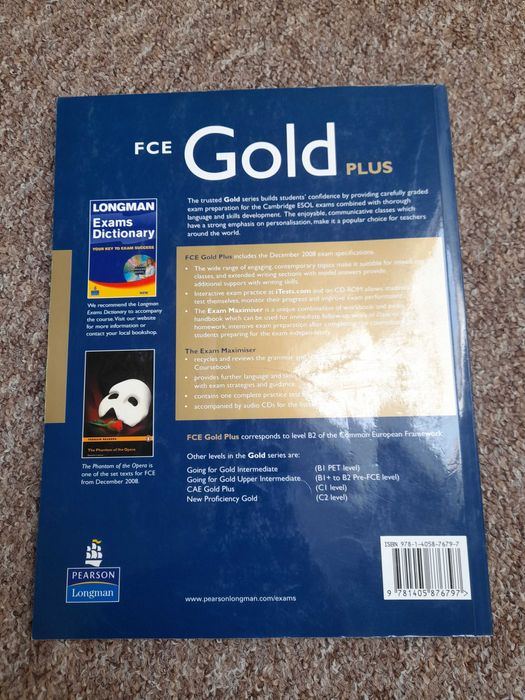 FCE Gold PLUS
The trusted Gold series builds students' confidence by providing carefully graded
exam preparation for the Cambridge ESOL exams combined with thorough
language and skills development. The enjoyable, communicative classes which
have a strong emphasis on personalisation, make it a popular choice for teachers
around the world.
LONGMAN
Exams
Dictionary
YOUR KEY TO EXAM SUCCESS
NEW
We recommend the Longman
Exams Dictionary to accompany
the course. Visit our website
for more information or
contact your local bookshop.
PENGUIN READERS
The Phantom of the Opera
The Phantom of the Opera is
one of the set texts for FCE
from December 2008.
FCE Gold Plus includes the December 2008 exam specifications.
• The wide range of engaging, contemporary topics make it suitable for
classes, and extended writing sections with model answers provide
additional support with writing skills.
• Interactive exam practice at iTests.com and on CD-ROM allows students
test themselves, monitor their progress and improve exam
• The Exam Maximiser is a unique combination of workbook and
handbook which can be used for immediate follow-up
homework, intensive exam preparation after
students preparing for the exam independently.
The Exam Maximiser
• recycles and reviews the grammar and
Coursebook
• provides further language and
with exam strategies and guidance
• contains one complete practice test
• accompanied by audio CDs for the
FCE Gold Plus corresponds to level B2 of the Common European Framework
Other levels in the Gold series are:
Going for Gold Intermediate (B1 PET level)
Going for Gold Upper Intermediate (B1+ to B2 Pre-FCE level)
CAE Gold Plus (C1 level)
New Proficiency Gold (C2 level)
ISBN 978-1-4058-7679-7
9 781405 876797 >
PEARSON
Longman
www.pearsonlongman.com/exams